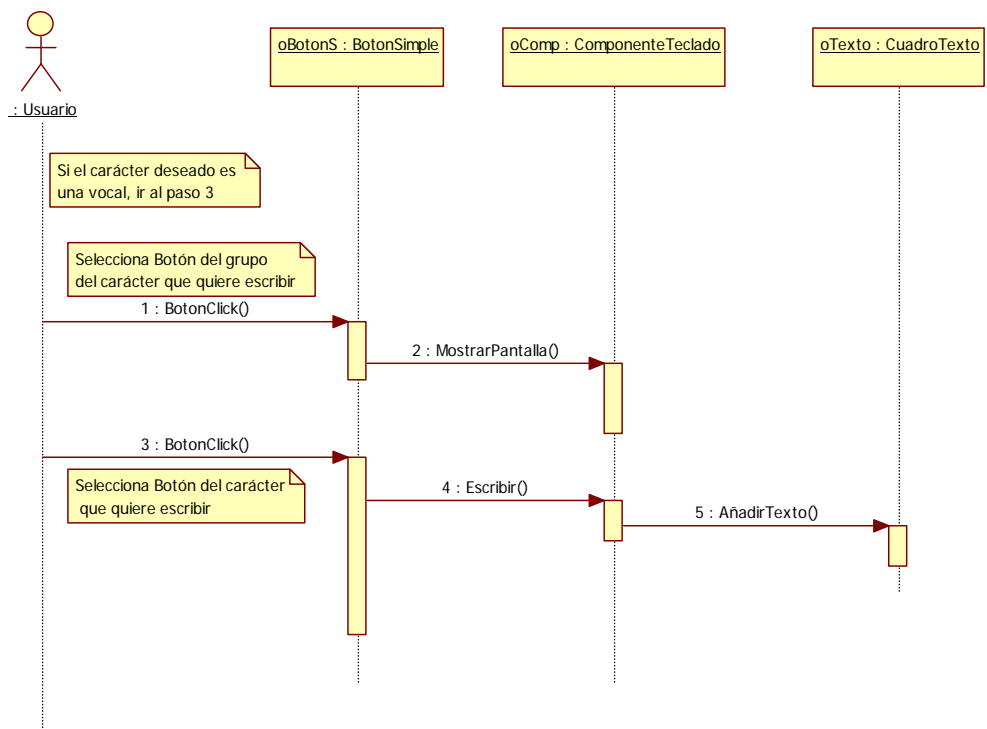 oBotonS : BotonSimple
oComp : ComponenteTeclado
oTexto : CuadroTexto
: Usuario
Si el carácter deseado es
una vocal, ir al paso 3
Selecciona Botón del grupo
del carácter que quiere escribir
1 : BotonClick()
2 : MostrarPantalla()
3 : BotonClick()
Selecciona Botón del carácter
que quiere escribir
4 : Escribir()
5 : AñadirTexto()